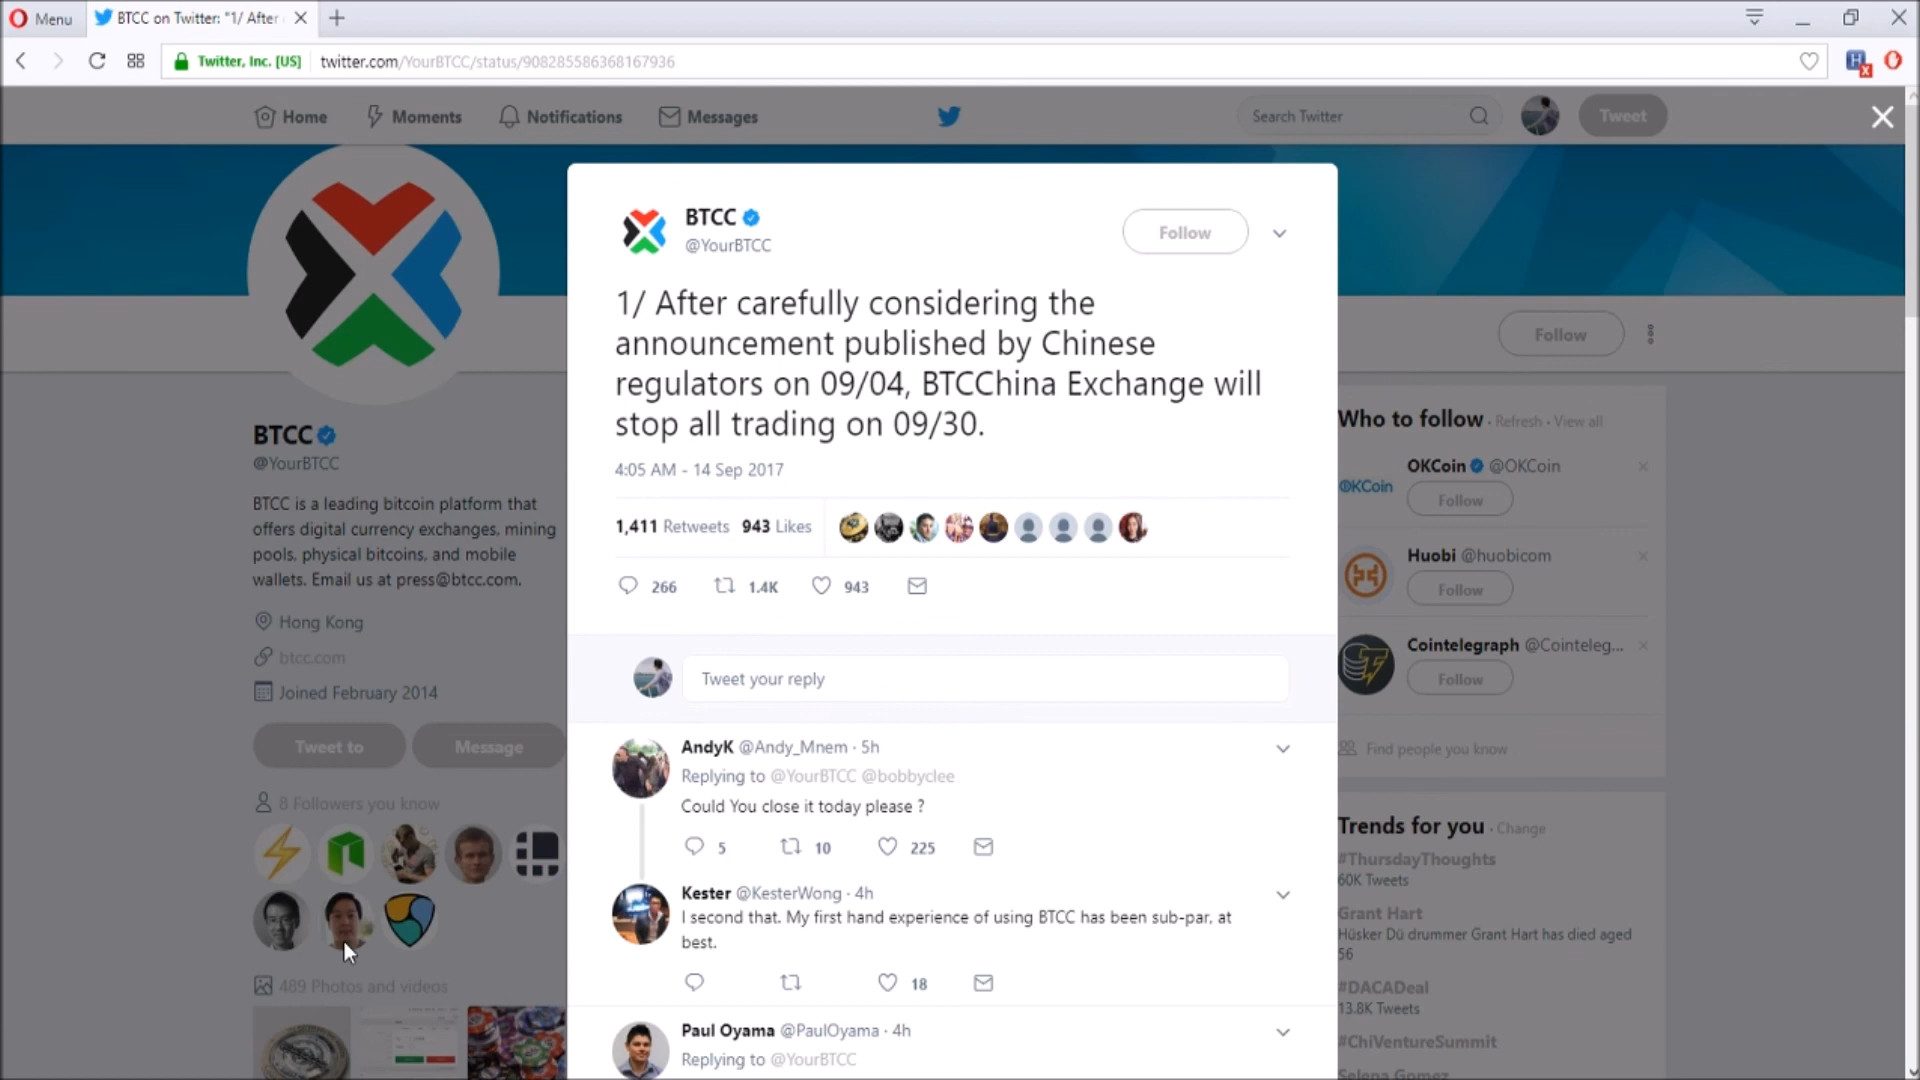 Menu
BTCC on Twitter: "1/ After
Twitter, Inc. [US]
twitter.com/YourBTCC/status/908285586368167936
Home
Moments
Notifications
Messages
Search Twitter
Tweet
BTCC
@YourBTCC
Follow
1/ After carefully considering the
announcement published by Chinese
regulators on 09/04, BTCChina Exchange will
stop all trading on 09/30.
4:05 AM - 14 Sep 2017
1,411 Retweets 943 Likes
266
1.4K
943
Tweet your reply
AndyK @Andy_Mnem · 5h
Replying to @YourBTCC @bobbyclee
Could You close it today please ?
5
10
225
Kester @KesterWong · 4h
I second that. My first hand experience of using BTCC has been sub-par, at
best.
18
Paul Oyama @PaulOyama · 4h
Replying to @YourBTCC
BTCC
@YourBTCC
BTCC is a leading bitcoin platform that
offers digital currency exchanges, mining
pools, physical bitcoins, and mobile
wallets. Email us at press@btcc.com.
Hong Kong
btcc.com
Joined February 2014
Tweet to
Message
8 Followers you know
489 Photos and videos
Follow
Who to follow · Refresh · View all
OKCoin
OKCoin @OKCoin
Follow
Huobi @huobicom
Follow
Cointelegraph @Cointeleg...
Follow
Find people you know
Trends for you · Change
#ThursdayThoughts
60K Tweets
Grant Hart
Hüsker Dü drummer Grant Hart has died aged
56
#DACADeal
13.8K Tweets
#ChiVentureSummit
Selena Gomez